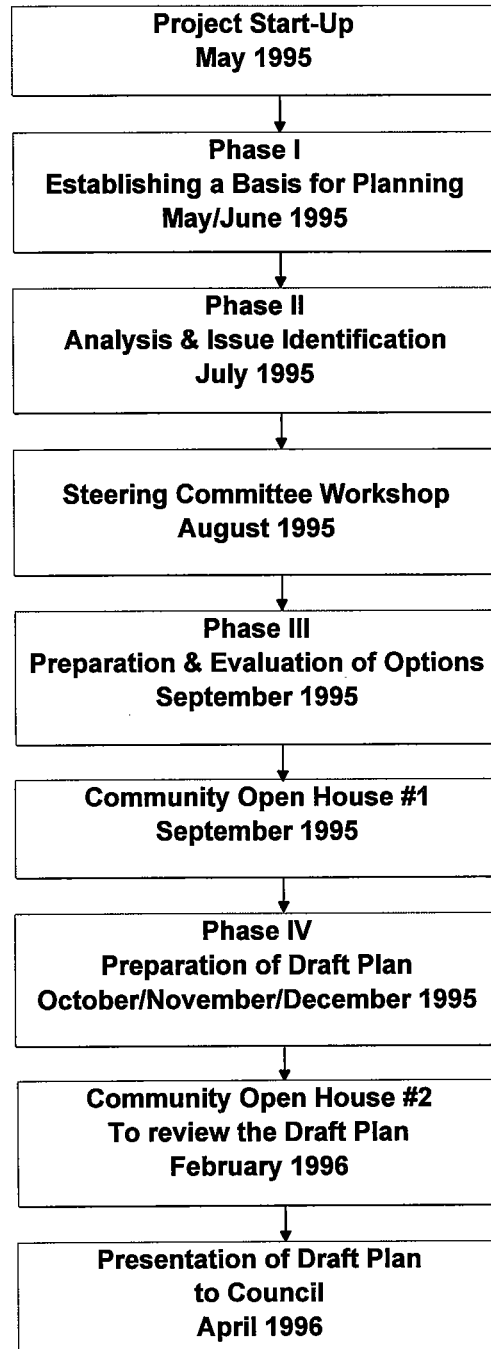 Project Start-Up
May 1995
Phase I
Establishing a Basis for Planning
May/June 1995
Phase II
Analysis & Issue Identification
July 1995
Steering Committee Workshop
August 1995
Phase III
Preparation & Evaluation of Options
September 1995
Community Open House #1
September 1995
Phase IV
Preparation of Draft Plan
October/November/December 1995
Community Open House #2
To review the Draft Plan
February 1996
Presentation of Draft Plan
to Council
April 1996